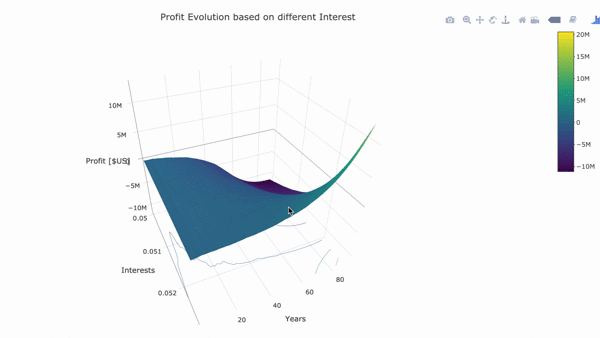 Profit Evolution based on different Interest
20M
15M
10M
5M
0
−5M
−10M
10M
5M
Profit [$US]
−5M
−10M
0.05
0.051
Interests
0.052
20
40
60
80
Years